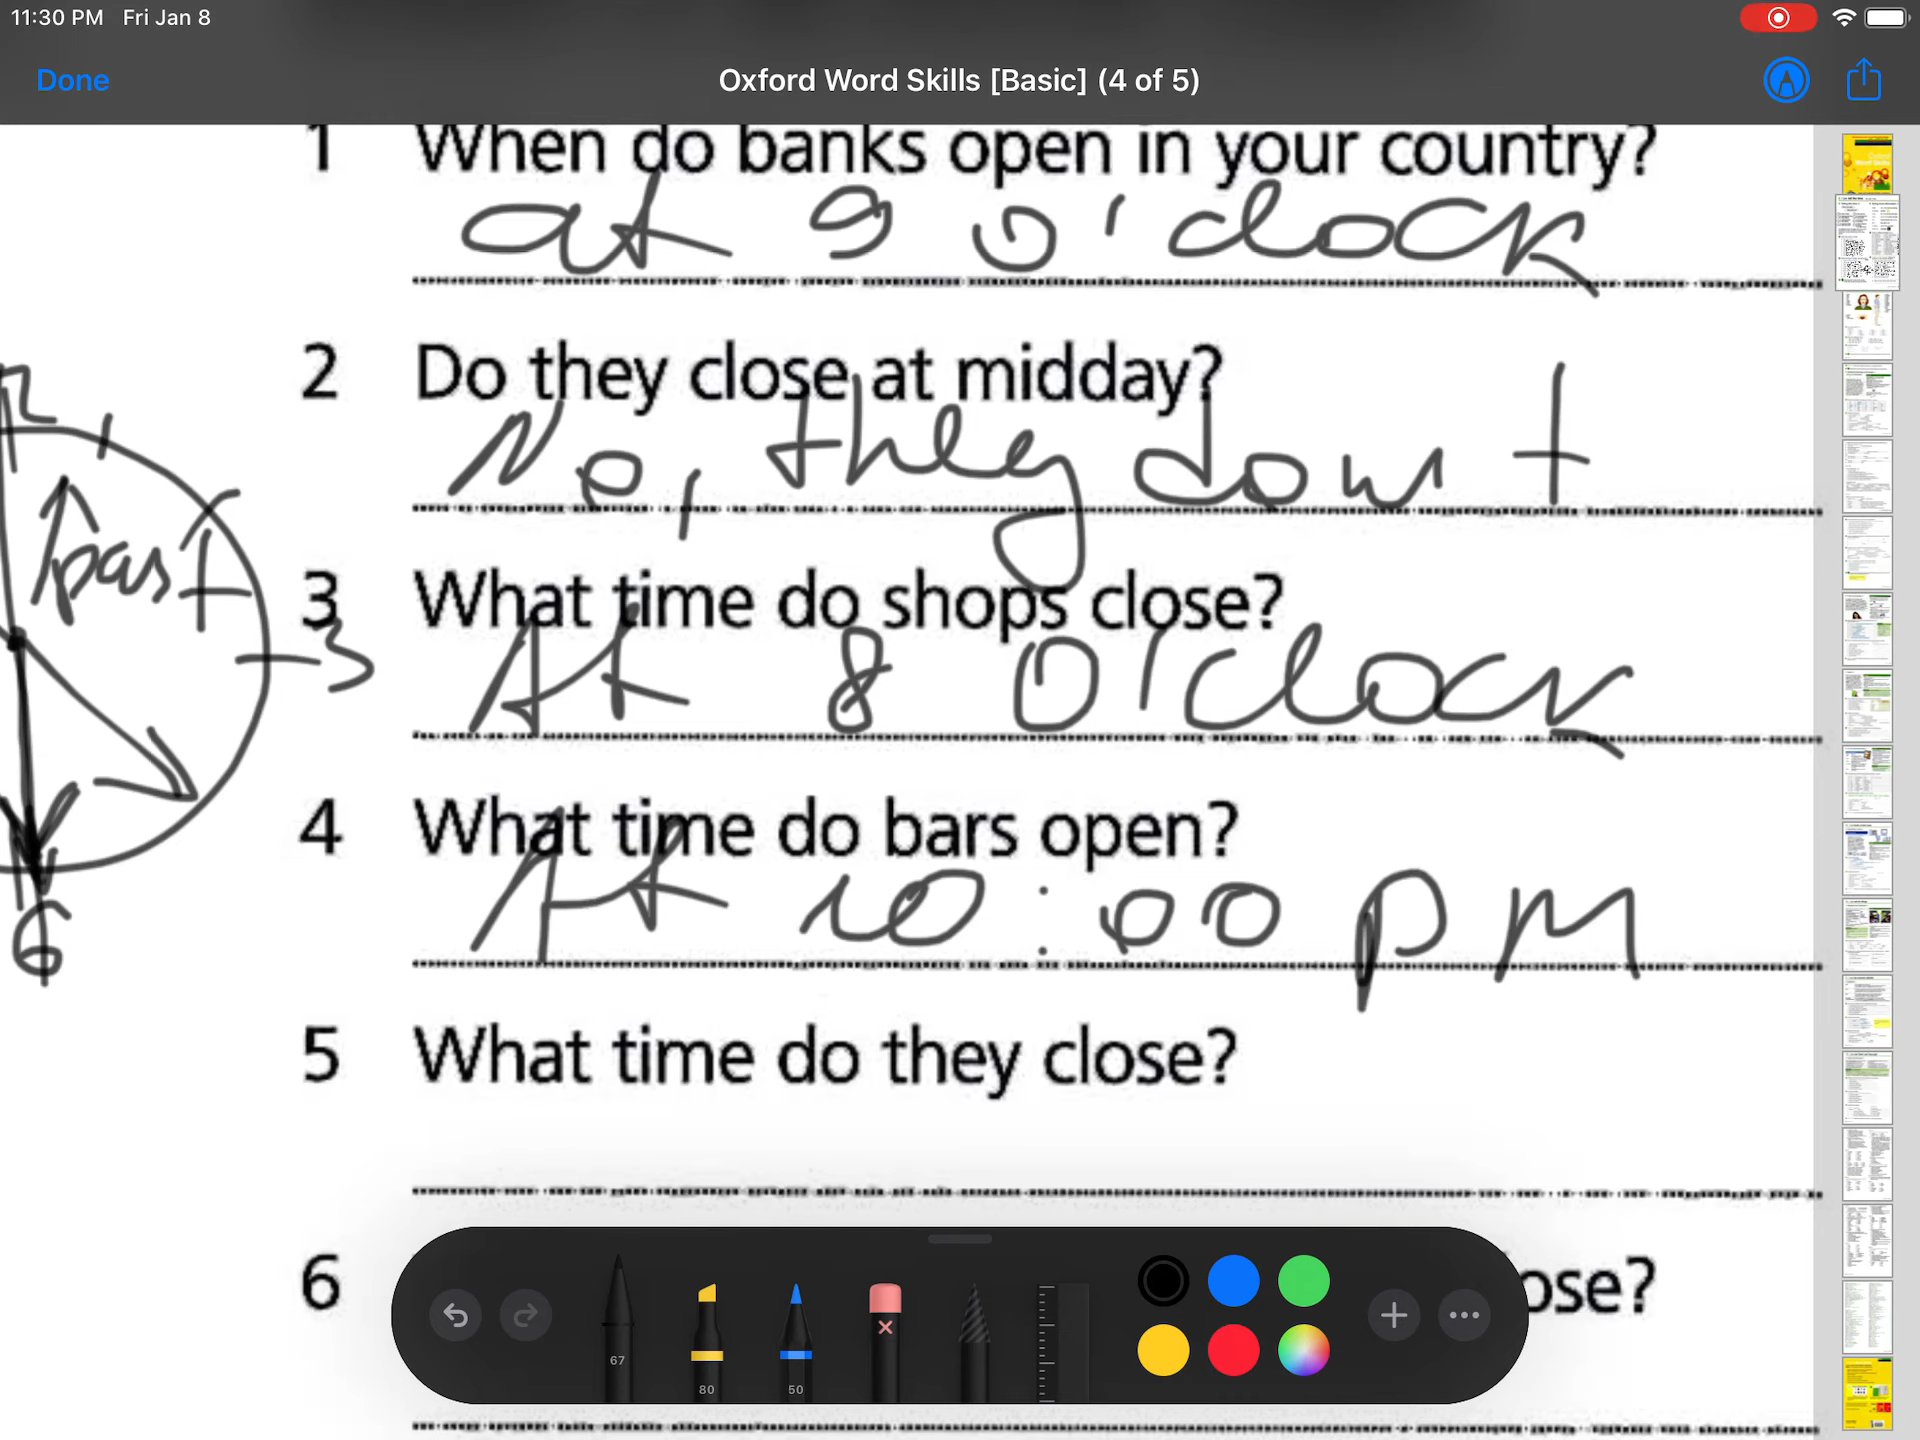 11:30 PM Fri Jan 8
Done
Oxford Word Skills [Basic] (4 of 5)
1 When do banks open in your country?
at 9 o'clock
2 Do they close at midday?
No, they don t
3 What time do shops close?
At 8 O'clock
4 What time do bars open?
At 10:00 pM
5 What time do they close?
6 ose?
12
past
3
6
67
80
50